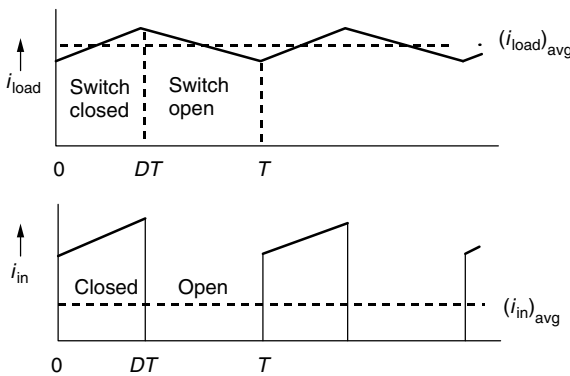 (i_load)_avg
i_load
Switch closed
Switch open
0 DT T
i_in
Closed Open
(i_in)_avg
0 DT T